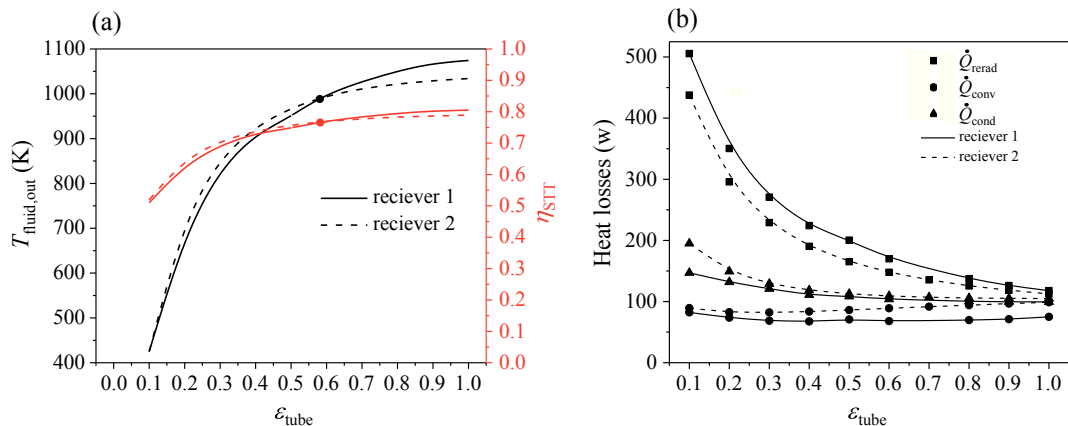 (a)
1100
1000
900
800
700
600
500
400
T_fluid,out (K)
1.0
0.9
0.8
0.7
0.6
0.5
0.4
0.3
0.2
0.1
0.0
η_STT
reciever 1
reciever 2
0.0 0.1 0.2 0.3 0.4 0.5 0.6 0.7 0.8 0.9 1.0
ε_tube
(b)
500
400
300
200
100
0
Heat losses (w)
Q̇_rerad
Q̇_conv
Q̇_cond
reciever 1
reciever 2
0.1 0.2 0.3 0.4 0.5 0.6 0.7 0.8 0.9 1.0
ε_tube